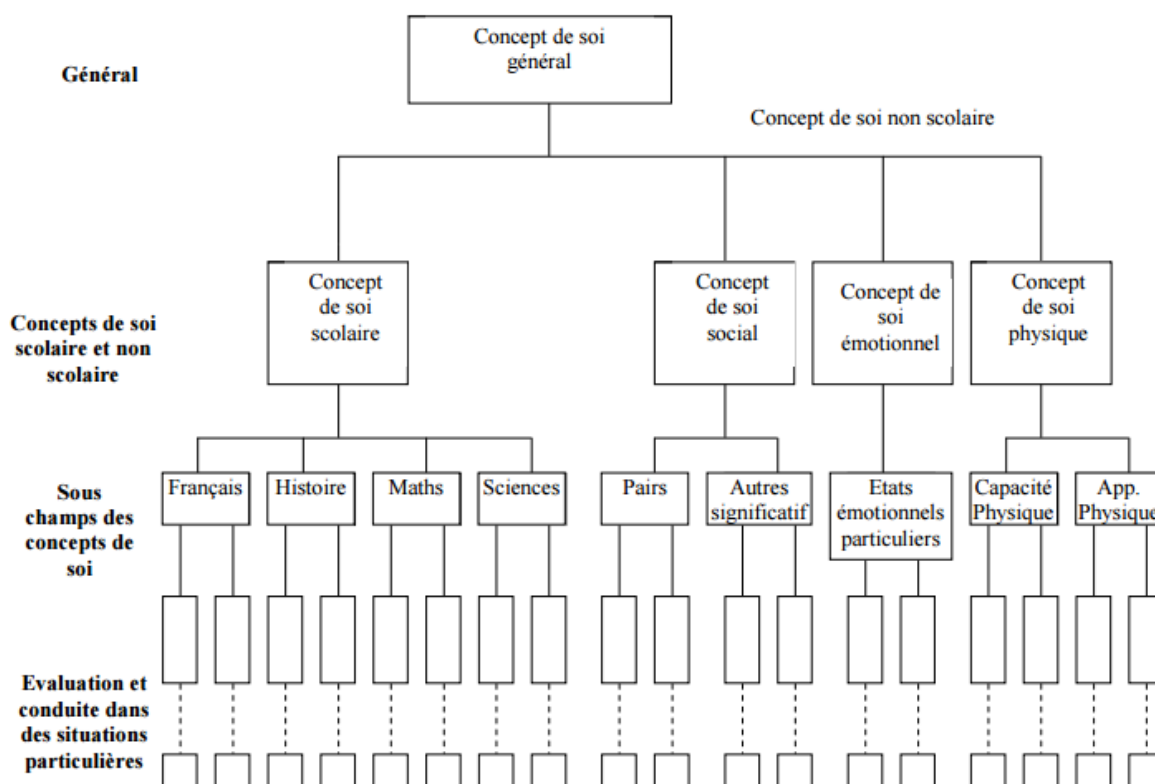 Concept de soi
général
Général
Concept de soi non scolaire
Concept
de soi
scolaire
Concept
de soi
social
Concept de
soi
émotionnel
Concept
de soi
physique
Concepts de soi
scolaire et non
scolaire
Français
Histoire
Maths
Sciences
Pairs
Autres
significatif
Etats
émotionnels
particuliers
Capacité
Physique
App.
Physique
Sous
champs des
concepts de
soi
Evaluation et
conduite dans
des situations
particulières